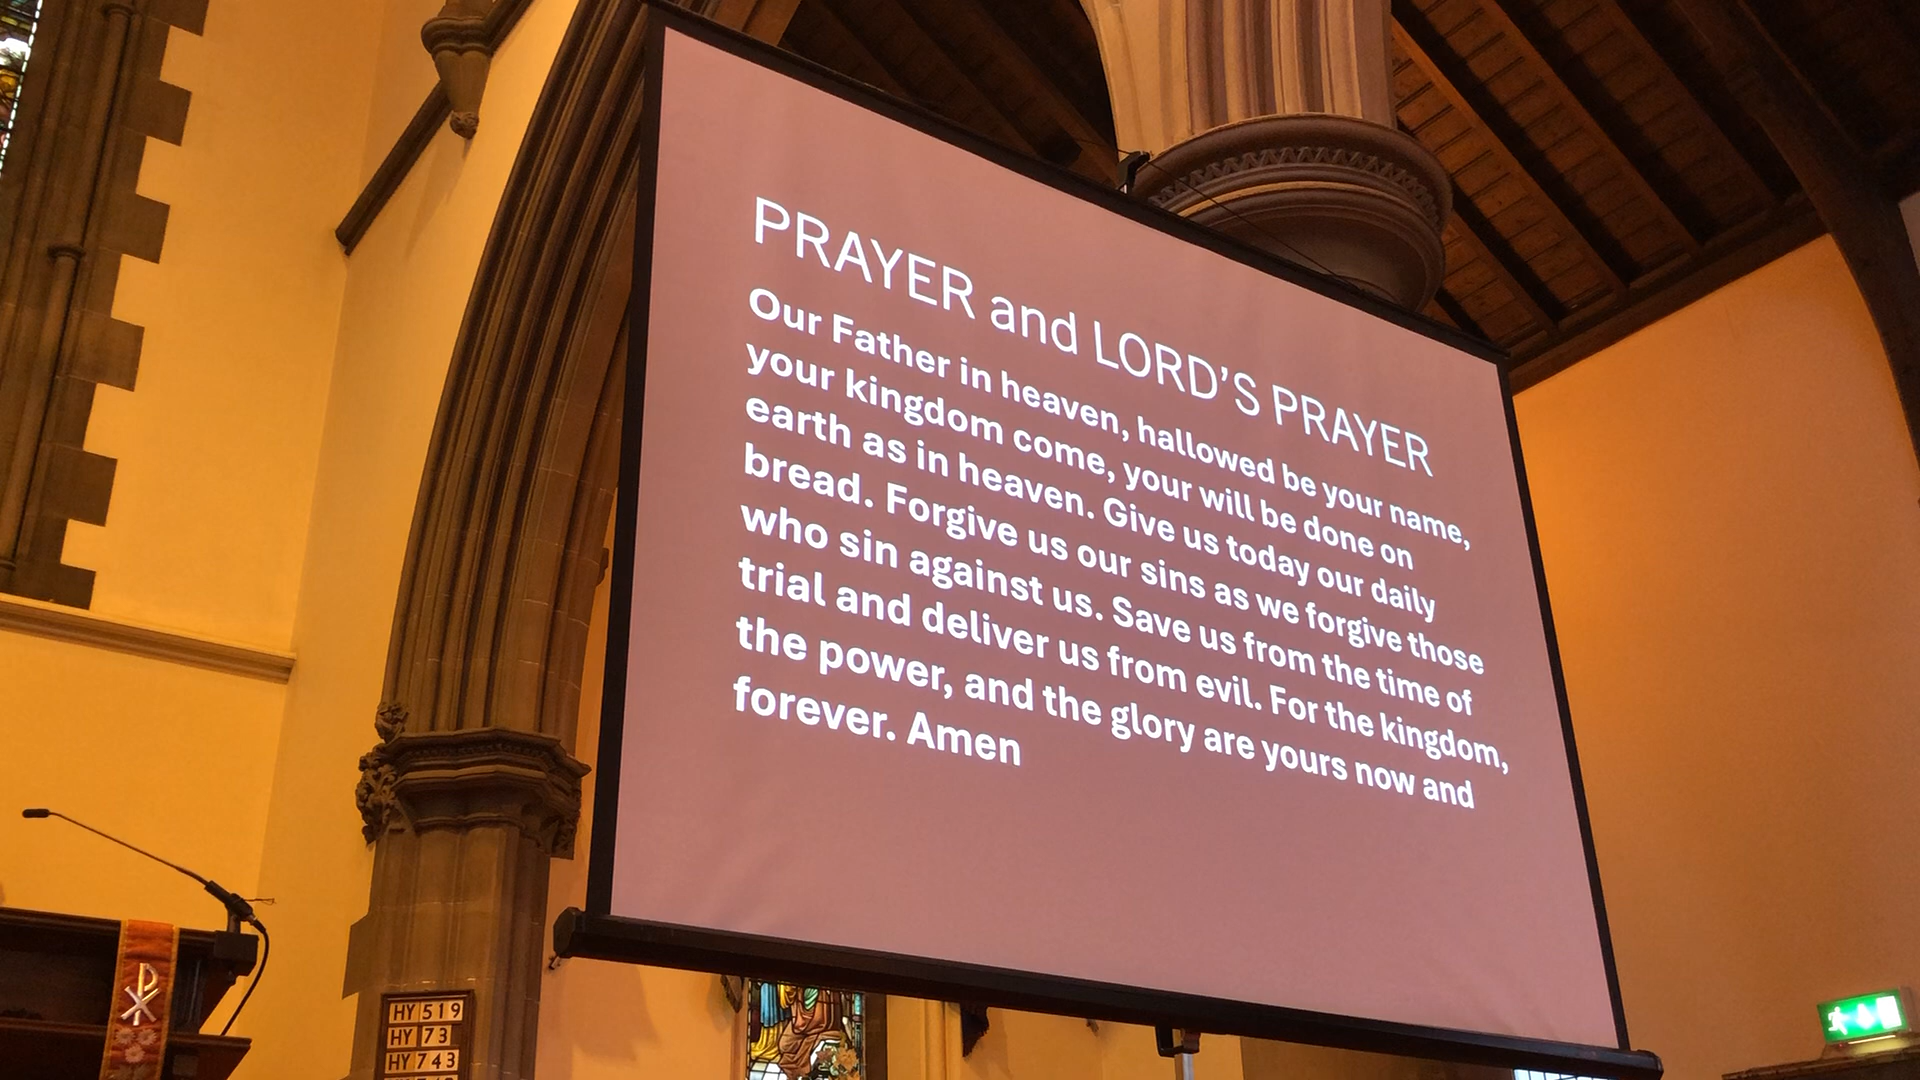 PRAYER and LORD'S PRAYER
Our Father in heaven, hallowed be your name,
your kingdom come, your will be done on
earth as in heaven. Give us today our daily
bread. Forgive us our sins as we forgive those
who sin against us. Save us from the time of
trial and deliver us from evil. For the kingdom,
the power, and the glory are yours now and
forever. Amen
HY 519
HY 73
HY 743